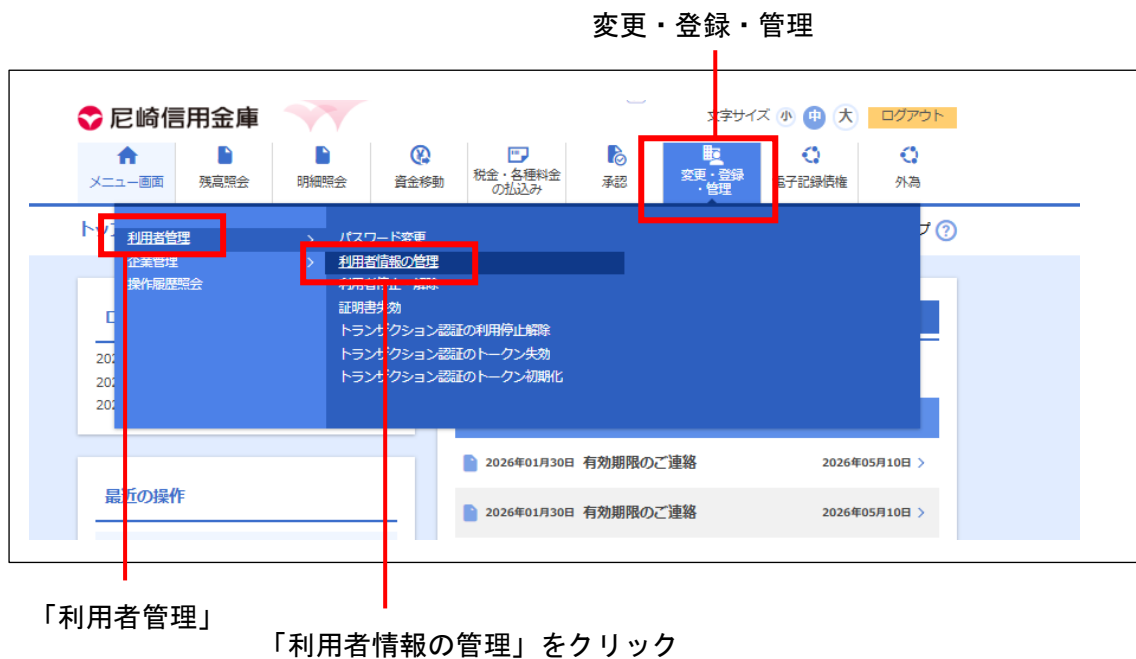 変更・登録・管理
尼崎信用金庫
文字サイズ 小 中 大 ログアウト
メニュー画面
残高照会
明細照会
資金移動
税金・各種料金
の払込み
承認
変更・登録
・管理
電子記録債権
外為
利用者管理
企業管理
操作履歴照会
パスワード変更
利用者情報の管理
利用者停止・解除
証明書失効
トランザクション認証の利用停止解除
トランザクション認証のトークン失効
トランザクション認証のトークン初期化
2026年01月30日 有効期限のご連絡 2026年05月10日
2026年01月30日 有効期限のご連絡 2026年05月10日
最近の操作
「利用者管理」
「利用者情報の管理」をクリック